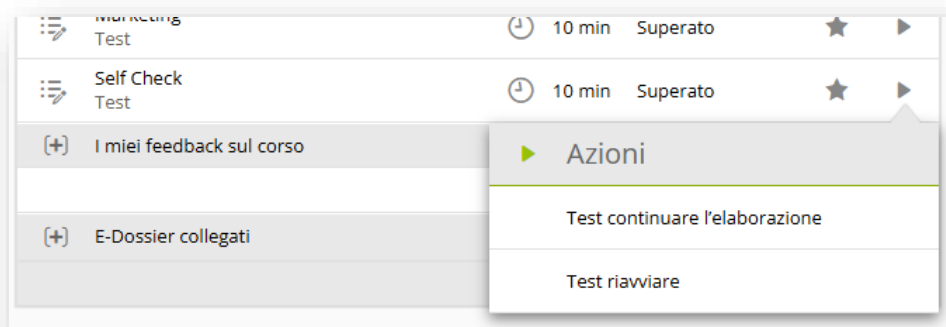 Marketing
Test 10 min Superato
Self Check
Test 10 min Superato
I miei feedback sul corso
Azioni
Test continuare l'elaborazione
E-Dossier collegati
Test riavviare